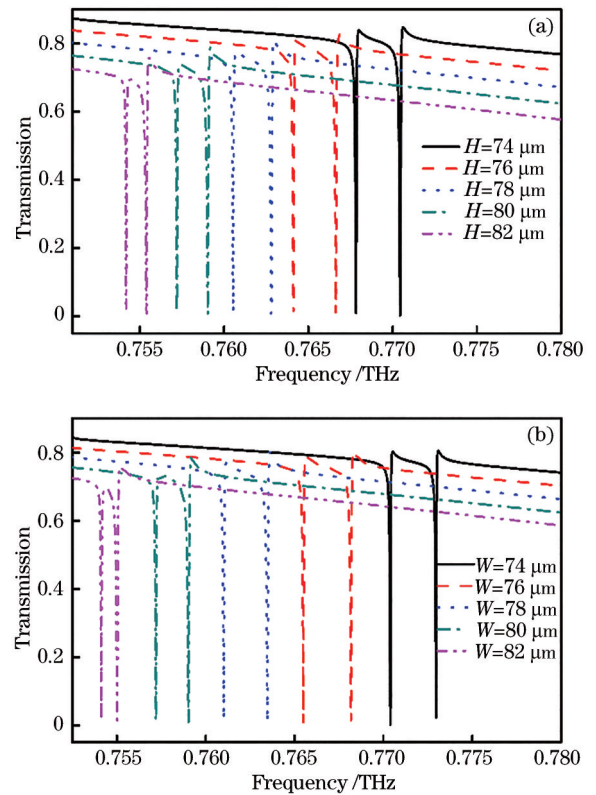 (a)
0.8
0.6
0.4
0.2
0
Transmission
H=74 μm
H=76 μm
H=78 μm
H=80 μm
H=82 μm
0.755 0.760 0.765 0.770 0.775 0.780
Frequency /THz
(b)
0.8
0.6
0.4
0.2
0
Transmission
W=74 μm
W=76 μm
W=78 μm
W=80 μm
W=82 μm
0.755 0.760 0.765 0.770 0.775 0.780
Frequency /THz